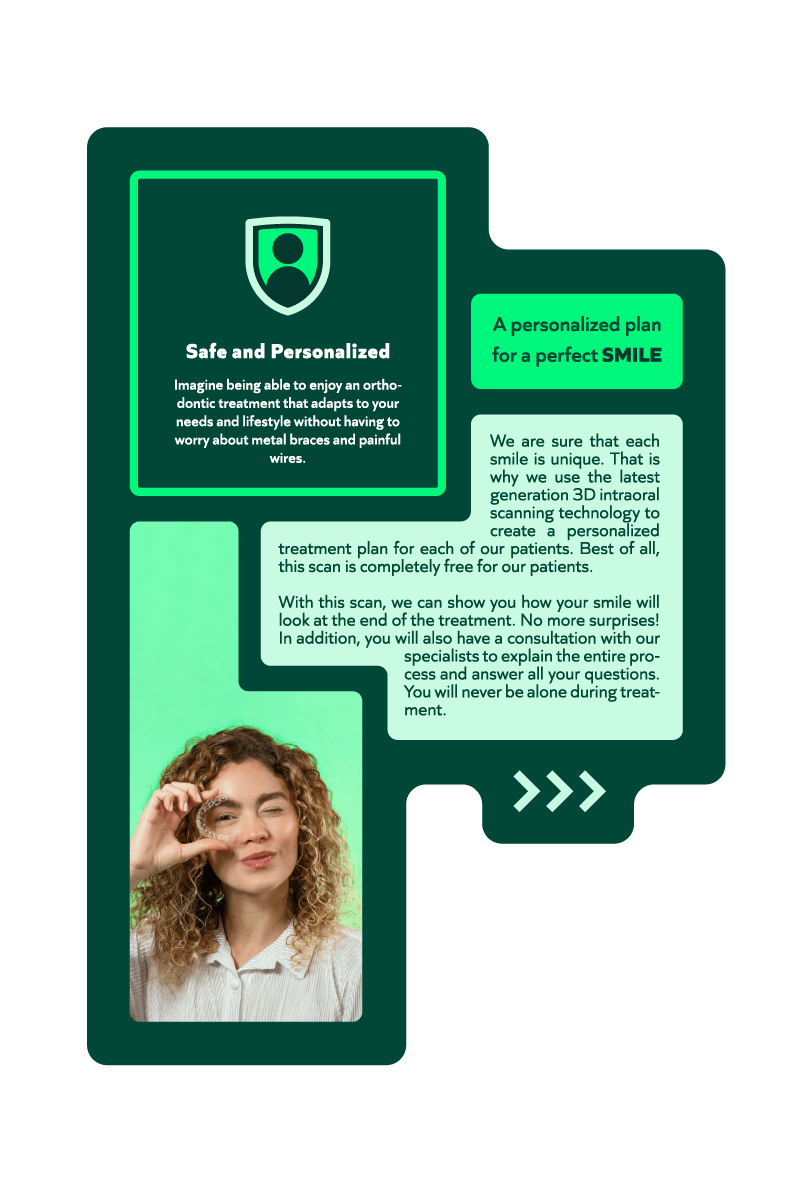 Safe and Personalized
Imagine being able to enjoy an ortho-
dontic treatment that adapts to your
needs and lifestyle without having to
worry about metal braces and painful
wires.
A personalized plan
for a perfect SMILE
We are sure that each
smile is unique. That is
why we use the latest
generation 3D intraoral
scanning technology to
create a personalized
treatment plan for each of our patients. Best of all,
this scan is completely free for our patients.
With this scan, we can show you how your smile will
look at the end of the treatment. No more surprises!
In addition, you will also have a consultation with our
specialists to explain the entire pro-
cess and answer all your questions.
You will never be alone during treat-
ment.